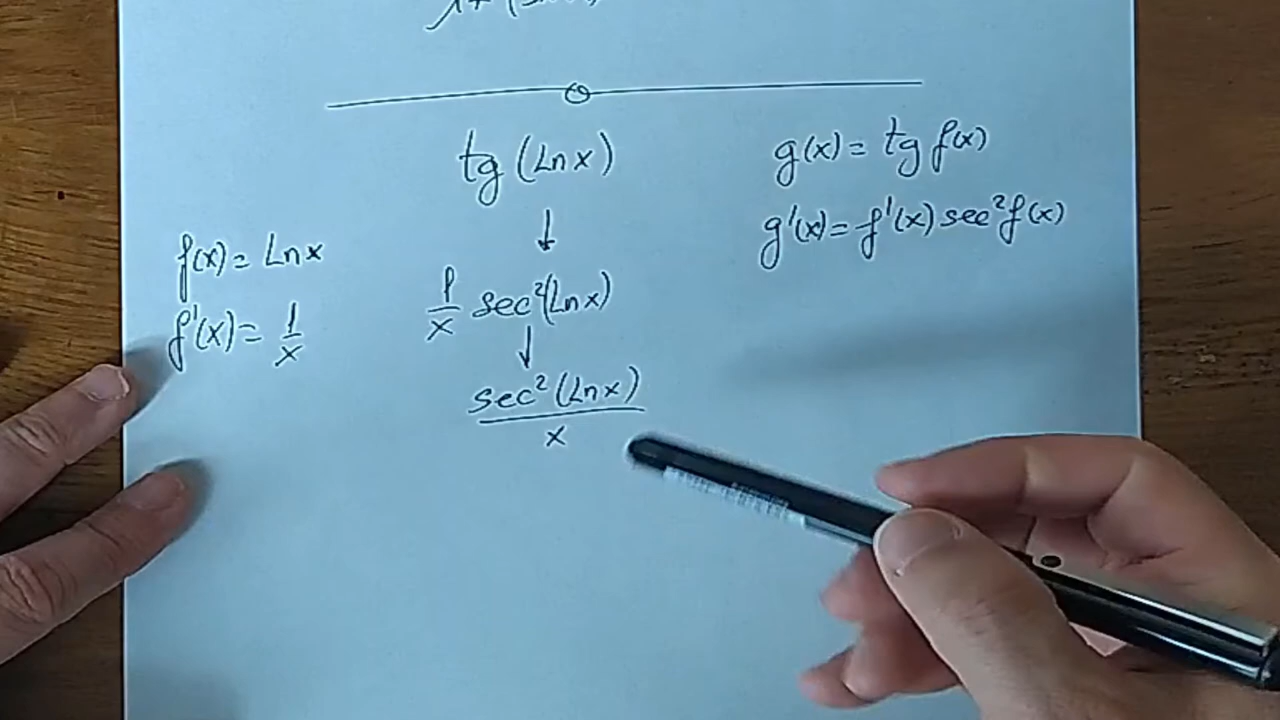 tg (Ln x)
↓
1/x sec²(Ln x)
↓
sec² (Ln x)/x
f(x) = Ln x
f'(x) = 1/x
g(x) = tg f(x)
g'(x) = f'(x) sec² f(x)